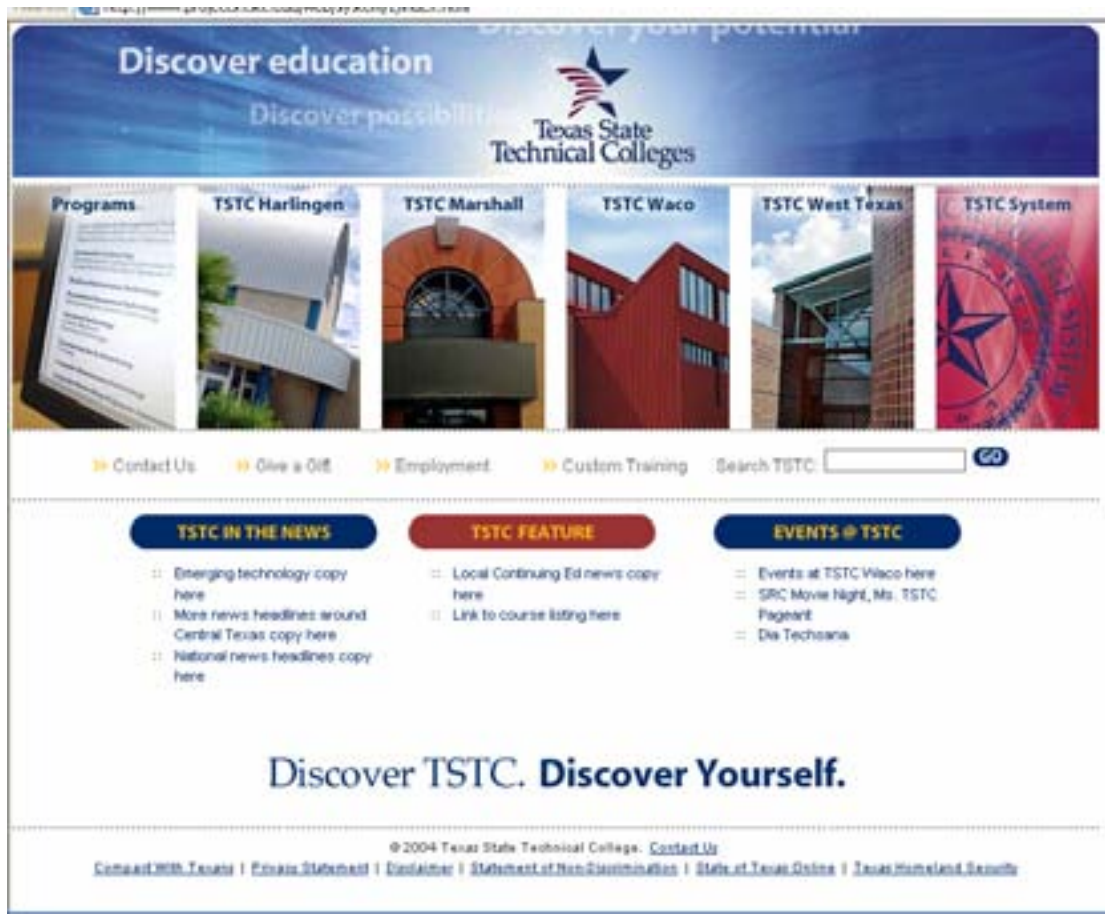 Discover your potential
Discover education
Discover possibiliti
Texas State
Technical Colleges
Programs
TSTC Harlingen
TSTC Marshall
TSTC Waco
TSTC West Texas
TSTC System
›› Contact Us
›› Give a Gift
›› Employment
›› Custom Training
Search TSTC:
GO
TSTC IN THE NEWS
:: Emerging technology copy
here
:: More news headlines around
Central Texas copy here
:: National news headlines copy
here
TSTC FEATURE
:: Local Continuing Ed news copy
here
:: Link to course listing here
EVENTS @ TSTC
:: Events at TSTC Waco here
:: SRC Movie Night, Ms. TSTC
Pageant
:: Dia Techsana
Discover TSTC. Discover Yourself.
© 2004 Texas State Technical College. Contact Us
Compact With Texans | Privacy Statement | Disclaimer | Statement of Non-Discrimination | State of Texas Online | Texas Homeland Security